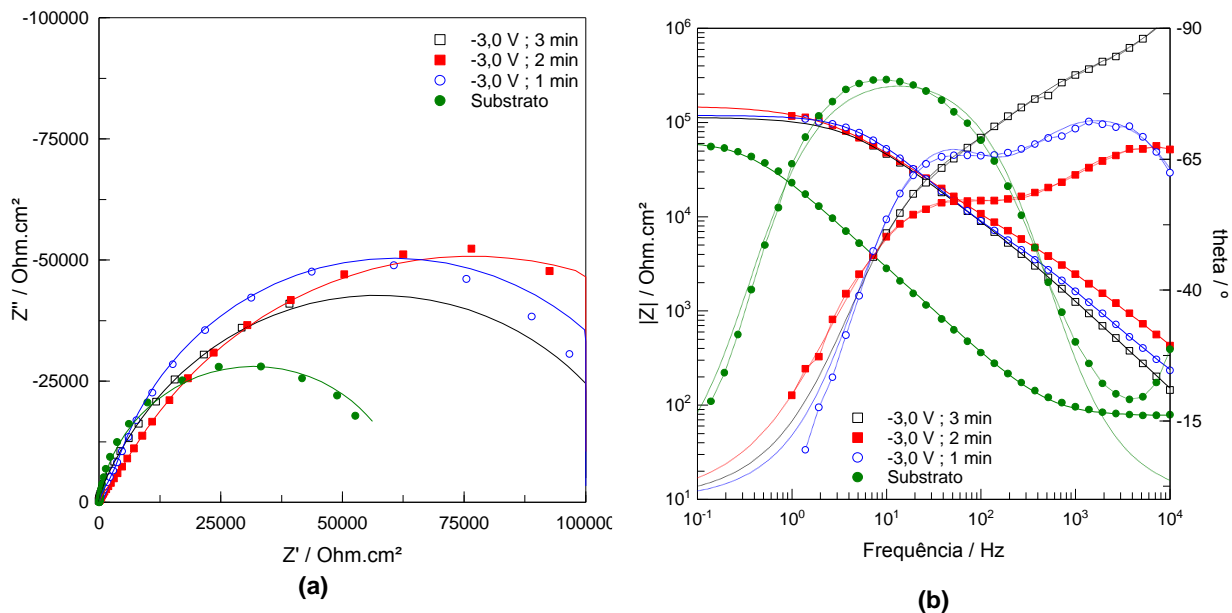 -100000
-75000
-50000
-25000
0
0
25000
50000
75000
Z'' / Ohm.cm²
Z' / Ohm.cm²
-3,0 V ; 3 min
-3,0 V ; 2 min
-3,0 V ; 1 min
Substrato
(a)
10⁶
10⁵
10⁴
10³
10²
10¹
10⁻¹
10⁰
10¹
10²
10³
10⁴
|Z| / Ohm.cm²
Frequência / Hz
-90
-65
-40
-15
theta / º
-3,0 V ; 3 min
-3,0 V ; 2 min
-3,0 V ; 1 min
Substrato
(b)